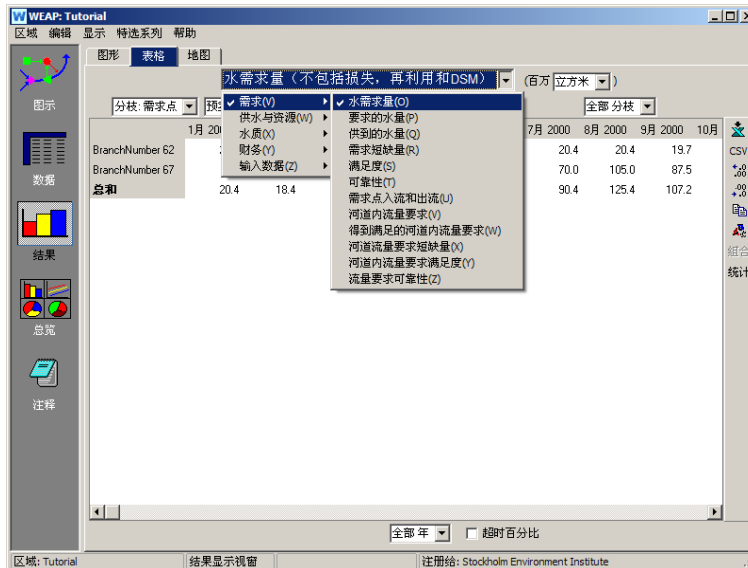 WEAP: Tutorial
区域 编辑 显示 特选系列 帮助
图形 表格 地图
水需求量（不包括损失，再利用和DSM）
(百万 立方米 )
图示
数据
结果
总览
注释
分枝: 需求点
全部 分枝
需求(V)
供水与资源(W)
水质(X)
财务(Y)
输入数据(Z)
水需求量(O)
要求的水量(P)
供到的水量(Q)
需求短缺量(R)
满足度(S)
可靠性(T)
需求点入流和出流(U)
河道内流量要求(V)
得到满足的河道内流量要求(W)
河道流量要求短缺量(X)
河道内流量要求满足度(Y)
流量要求可靠性(Z)
7月 2000 8月 2000 9月 2000 10月
BranchNumber 62 20.4 20.4 19.7
BranchNumber 67 70.0 105.0 87.5
总和 20.4 18.4 90.4 125.4 107.2
CSV
组合
统计
全部 年 超时百分比
区域: Tutorial 结果显示视窗 注册给: Stockholm Environment Institute